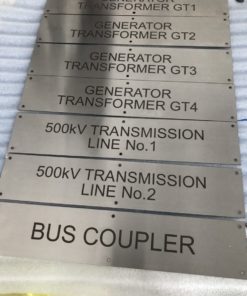 GENERATOR
TRANSFORMER GT1
GENERATOR
TRANSFORMER GT2
GENERATOR
TRANSFORMER GT3
GENERATOR
TRANSFORMER GT4
500kV TRANSMISSION
LINE No.1
500kV TRANSMISSION
LINE No.2
BUS COUPLER